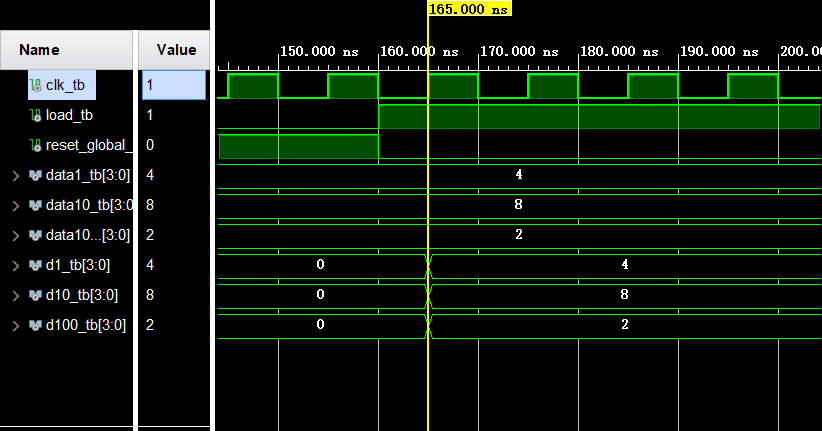 165.000 ns
Name Value
150.000 ns 160.000 ns 170.000 ns 180.000 ns 190.000 ns 200.00
clk_tb 1
load_tb 1
reset_global_ 0
data1_tb[3:0] 4 4
data10_tb[3:0 8 8
data10...[3:0] 2 2
d1_tb[3:0] 4 0 4
d10_tb[3:0] 8 0 8
d100_tb[3:0] 2 0 2